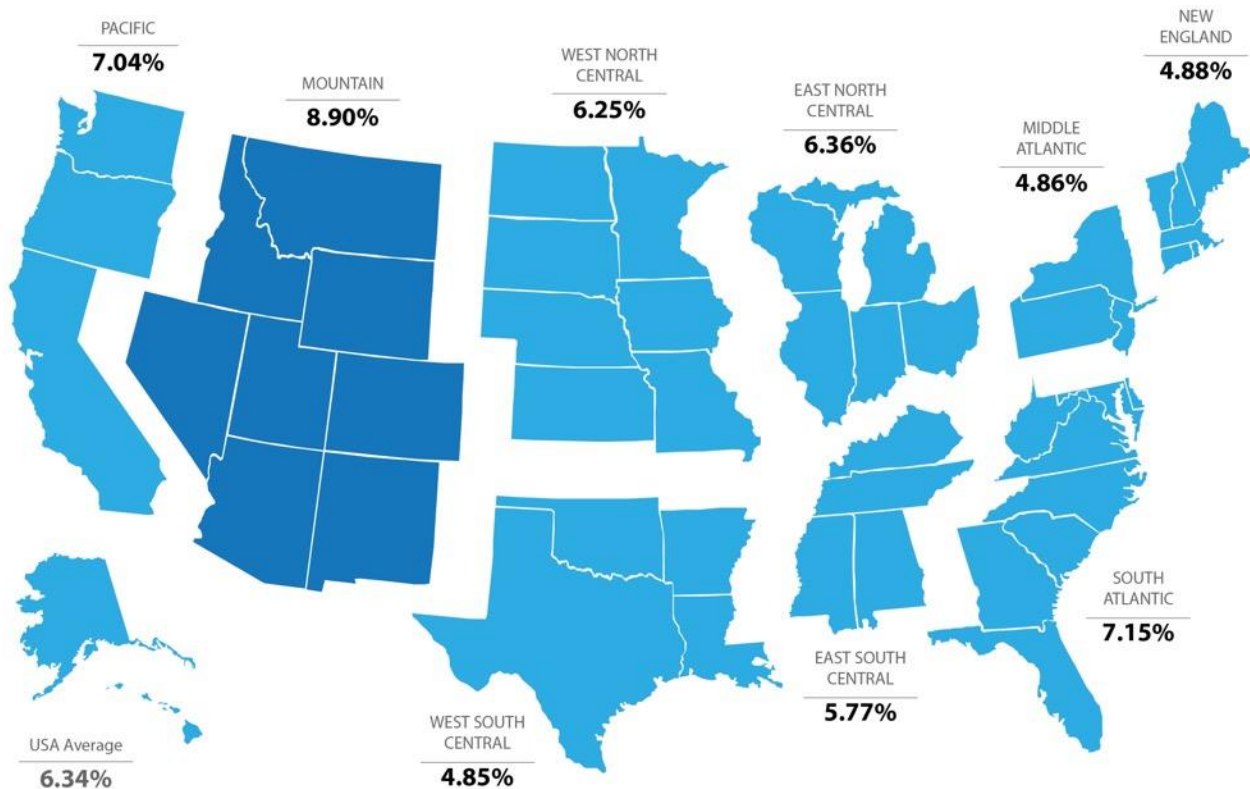 PACIFIC
7.04%
MOUNTAIN
8.90%
WEST NORTH
CENTRAL
6.25%
EAST NORTH
CENTRAL
6.36%
MIDDLE
ATLANTIC
4.86%
NEW
ENGLAND
4.88%
SOUTH
ATLANTIC
7.15%
EAST SOUTH
CENTRAL
5.77%
WEST SOUTH
CENTRAL
4.85%
USA Average
6.34%